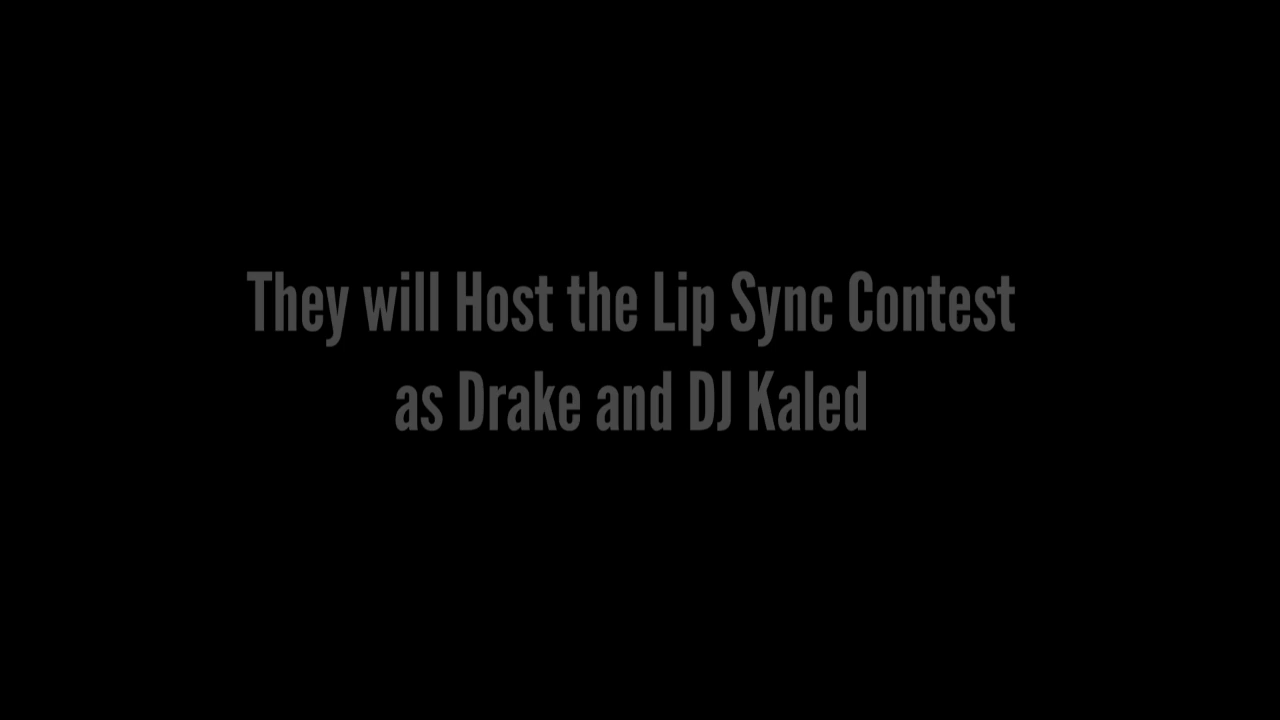 They will Host the Lip Sync Contest
as Drake and DJ Kaled